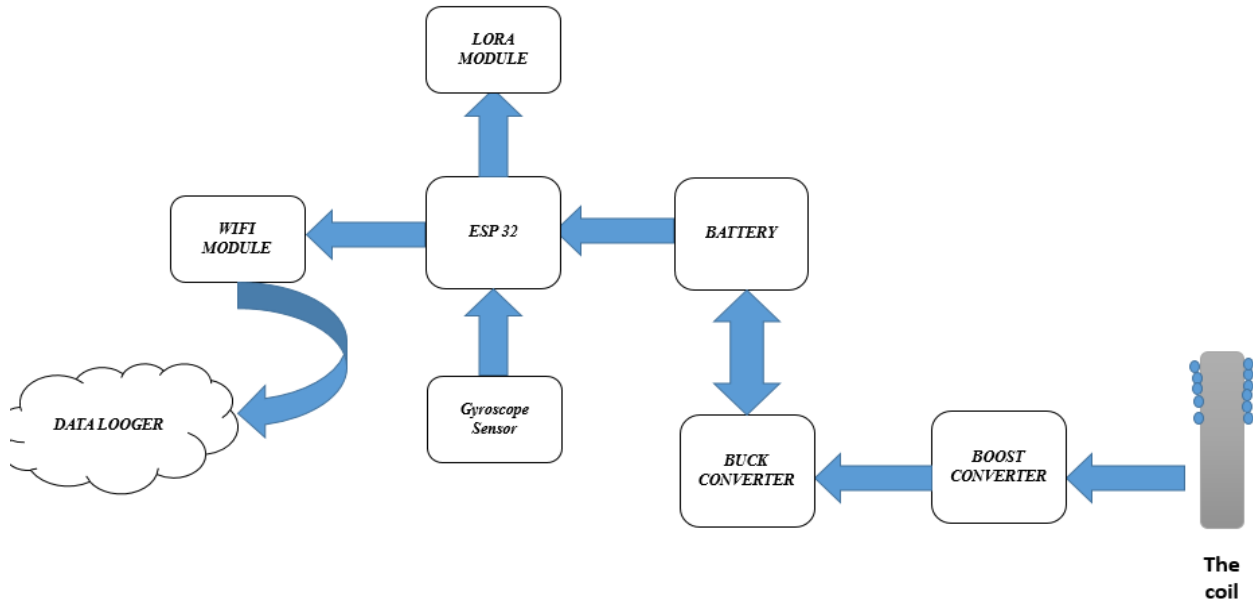 LORA
MODULE
WIFI
MODULE
ESP 32
BATTERY
DATA LOOGER
Gyroscope
Sensor
BUCK
CONVERTER
BOOST
CONVERTER
The
coil